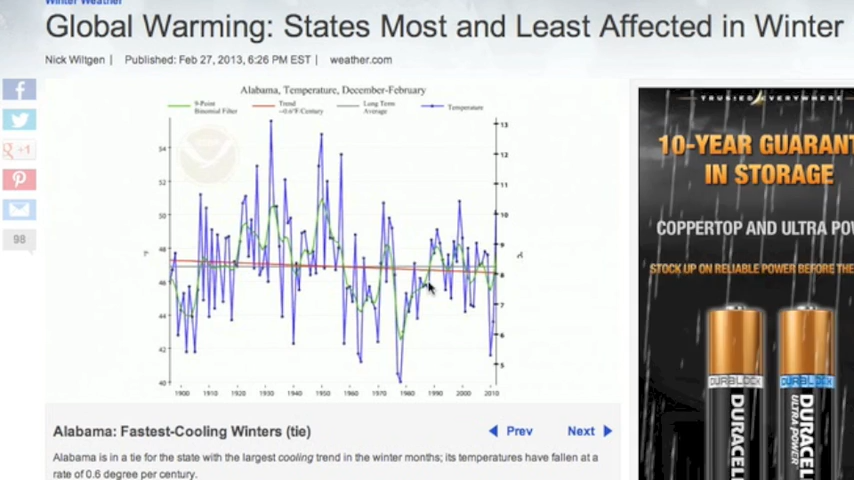 Winter Weather
Global Warming: States Most and Least Affected in Winter
Nick Wiltgen | Published: Feb 27, 2013, 6:26 PM EST | weather.com
Alabama, Temperature, December-February
9-Point Binomial Filter
Trend -0.6°F/Century
Long Term Average
Temperature
54
52
50
48
46
44
42
40
°F
13
12
11
10
9
8
7
6
5
°C
1900 1910 1920 1930 1940 1950 1960 1970 1980 1990 2000 2010
+1
98
TRUSTED EVERYWHERE
10-YEAR GUARANT
IN STORAGE
COPPERTOP AND ULTRA POW
STOCK UP ON RELIABLE POWER BEFORE THE
DURALOCK
DURALOCK
DURACELL
DURACELL
ULTRA POWER
Alabama: Fastest-Cooling Winters (tie)
Prev Next
Alabama is in a tie for the state with the largest cooling trend in the winter months; its temperatures have fallen at a
rate of 0.6 degree per century.